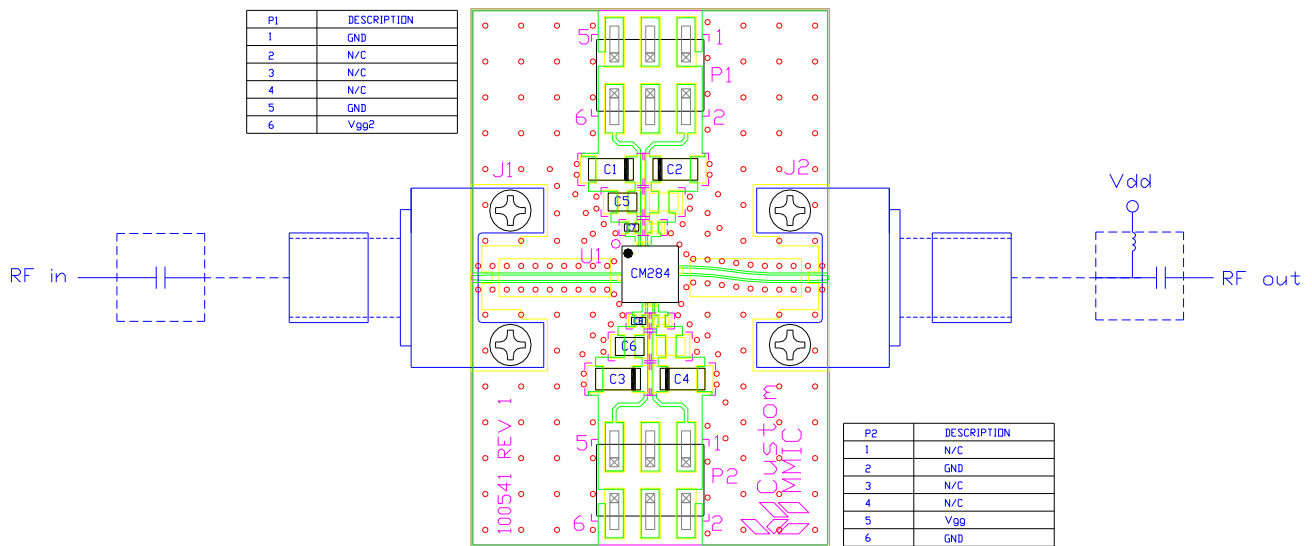 P1 DESCRIPTION
1 GND
2 N/C
3 N/C
4 N/C
5 GND
6 Vgg2
5 1
P1
6 2
J1
C1 C2
J2
C5
C7
U1
CM284
Vdd
RF in
RF out
C8
C6
C3 C4
5 1
P2
6 2
100541 REV 1
Custom
MMIC
P2 DESCRIPTION
1 N/C
2 GND
3 N/C
4 N/C
5 Vgg
6 GND